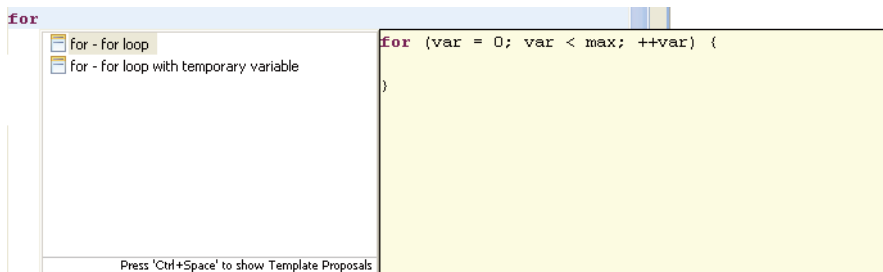 for
for - for loop
for - for loop with temporary variable
Press 'Ctrl+Space' to show Template Proposals
for (var = 0; var < max; ++var) {
}